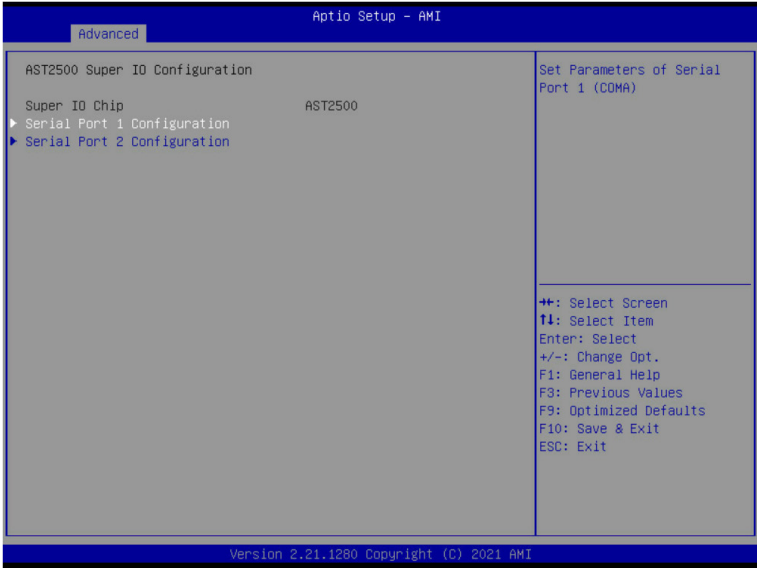 Aptio Setup – AMI
Advanced
AST2500 Super IO Configuration
Super IO Chip AST2500
Serial Port 1 Configuration
Serial Port 2 Configuration
Set Parameters of Serial
Port 1 (COMA)
→←: Select Screen
↑↓: Select Item
Enter: Select
+/-: Change Opt.
F1: General Help
F3: Previous Values
F9: Optimized Defaults
F10: Save & Exit
ESC: Exit
Version 2.21.1280 Copyright (C) 2021 AMI